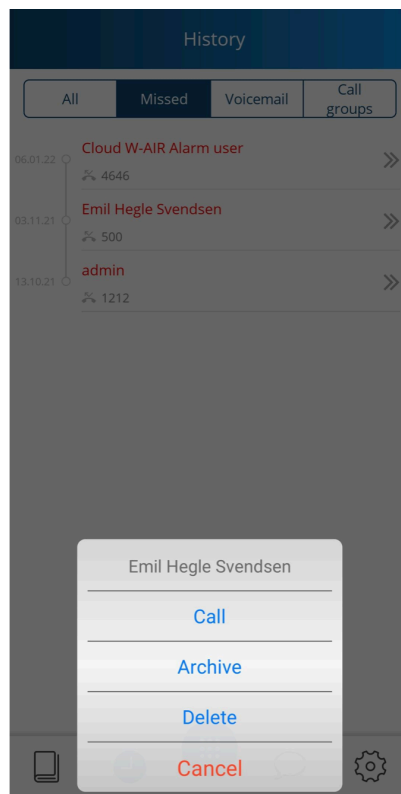 History
All
Missed
Voicemail
Call
groups
Cloud W-AIR Alarm user
06.01.22
4646
Emil Hegle Svendsen
03.11.21
500
admin
13.10.21
1212
Emil Hegle Svendsen
Call
Archive
Delete
Cancel